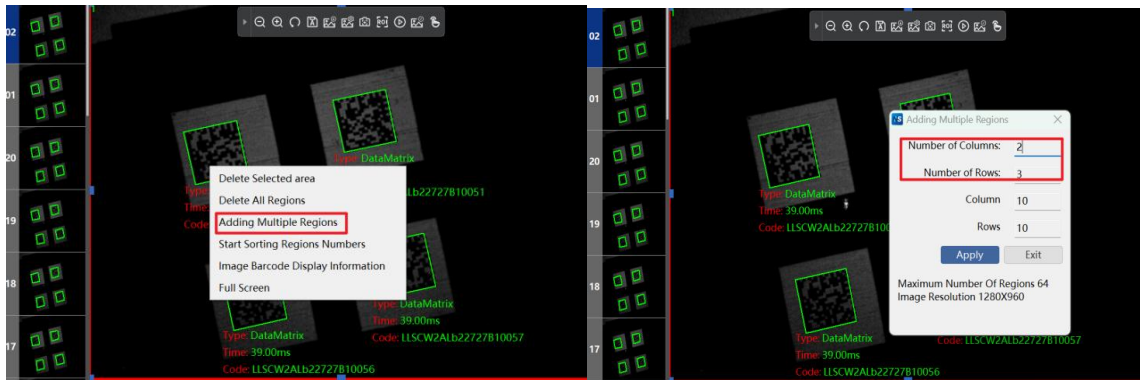 02
01
20
19
18
17
Type: DataMatrix
Type
Time:
Code
ALb22727B10051
Delete Selected area
Delete All Regions
Adding Multiple Regions
Start Sorting Regions Numbers
Image Barcode Display Information
Full Screen
Type: DataMatrix
Time: 39.00ms
Code: LLSCW2ALb22727B10057
Type: DataMatrix
Time: 39.00ms
Code: LLSCW2ALb22727B10056
02
01
20
19
18
17
Type: DataMatrix
Time: 39.00ms
Code: LLSCW2ALb22727B100
Adding Multiple Regions
Number of Columns: 2
Number of Rows: 3
Column 10
Rows 10
Apply Exit
Maximum Number Of Regions 64
Image Resolution 1280X960
Code: LLSCW2ALb22727B10057
Type: DataMatrix
Time: 39.00ms
Code: LLSCW2ALb22727B10056